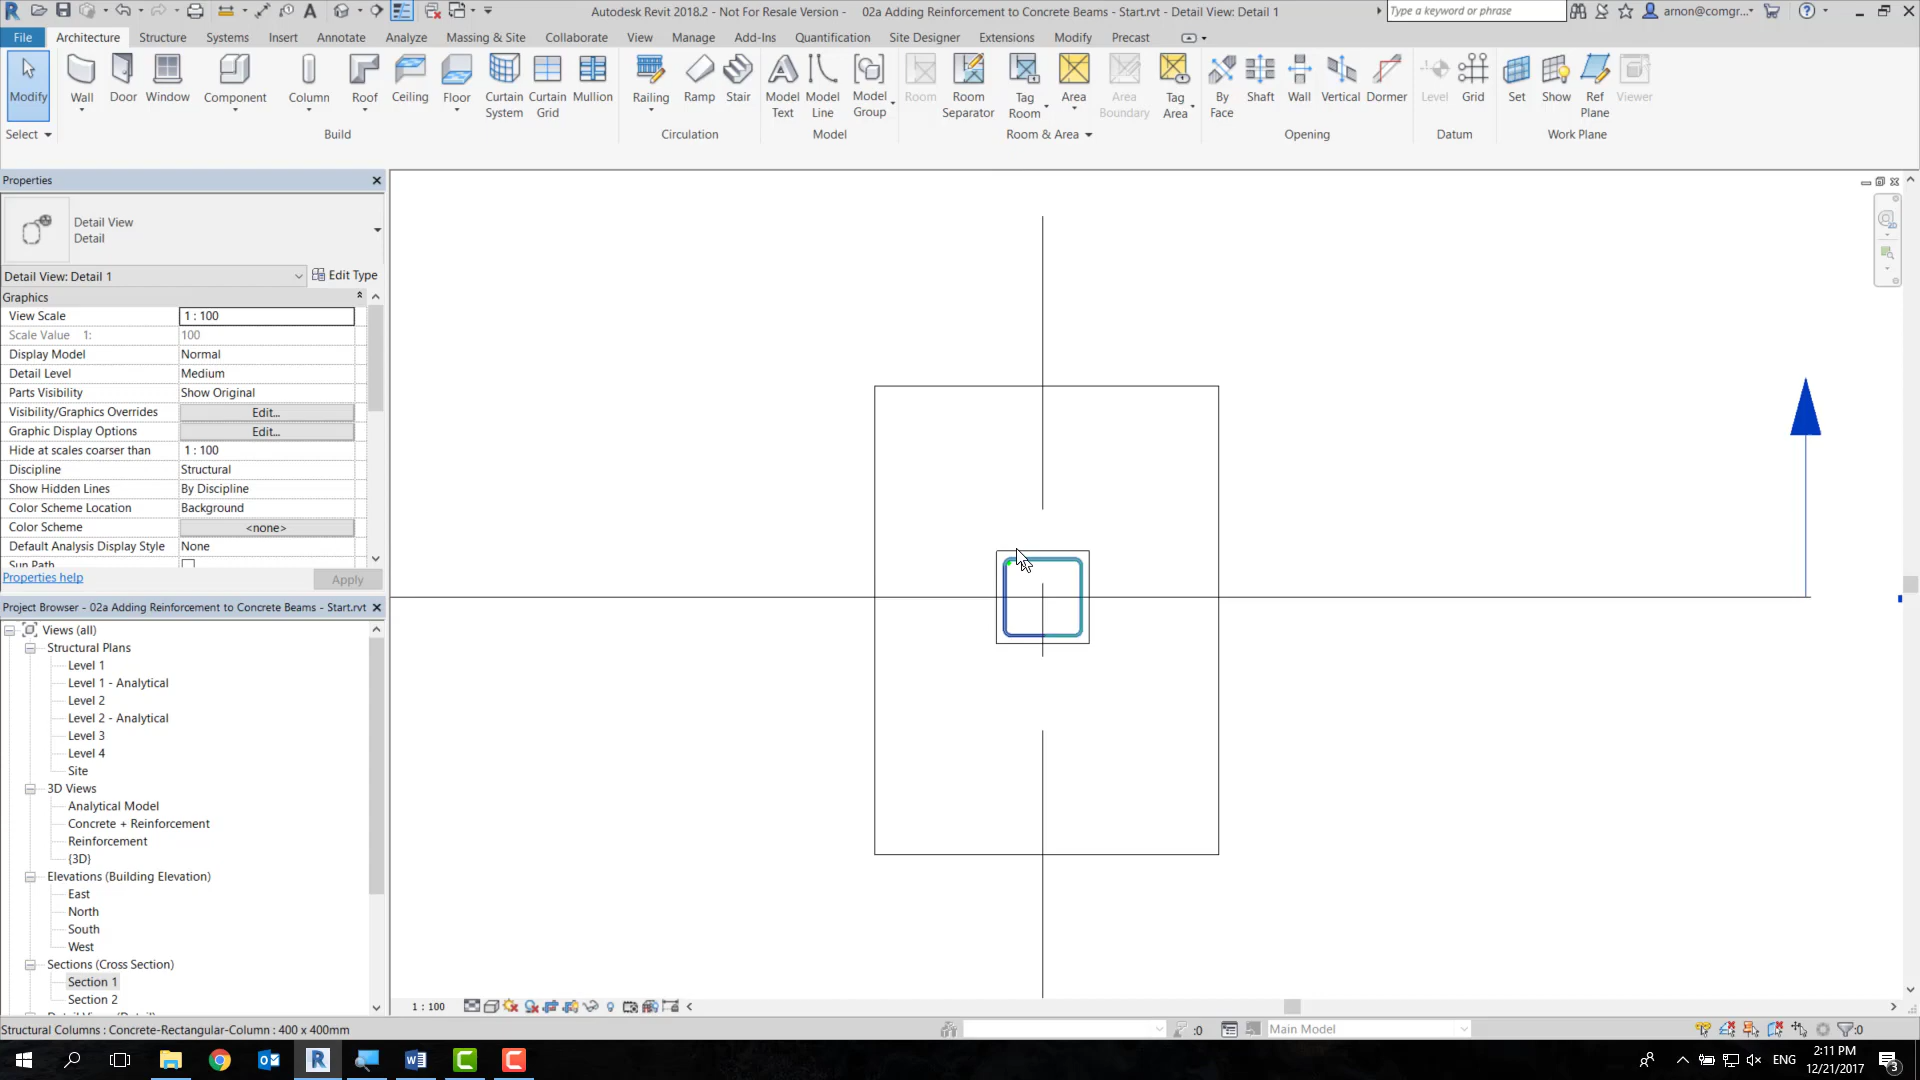 Autodesk Revit 2018.2 - Not For Resale Version - 02a Adding Reinforcement to Concrete Beams - Start.rvt - Detail View: Detail 1
Type a keyword or phrase
arnon@comgr...
File Architecture Structure Systems Insert Annotate Analyze Massing & Site Collaborate View Manage Add-Ins Quantification Site Designer Extensions Modify Precast
Modify Wall Door Window Component Column Roof Ceiling Floor Curtain System Curtain Grid Mullion Railing Ramp Stair Model Text Model Line Model Group Room Room Separator Tag Room Area Area Boundary Tag Area By Face Shaft Wall Vertical Dormer Level Grid Set Show Ref Plane Viewer
Select Build Circulation Model Room & Area Opening Datum Work Plane
Properties
Detail View
Detail
Detail View: Detail 1 Edit Type
Graphics
View Scale 1 : 100
Scale Value 1: 100
Display Model Normal
Detail Level Medium
Parts Visibility Show Original
Visibility/Graphics Overrides Edit...
Graphic Display Options Edit...
Hide at scales coarser than 1 : 100
Discipline Structural
Show Hidden Lines By Discipline
Color Scheme Location Background
Color Scheme <none>
Default Analysis Display Style None
Sun Path
Properties help Apply
Project Browser - 02a Adding Reinforcement to Concrete Beams - Start.rvt
Views (all)
Structural Plans
Level 1
Level 1 - Analytical
Level 2
Level 2 - Analytical
Level 3
Level 4
Site
3D Views
Analytical Model
Concrete + Reinforcement
Reinforcement
{3D}
Elevations (Building Elevation)
East
North
South
West
Sections (Cross Section)
Section 1
Section 2
1 : 100
Structural Columns : Concrete-Rectangular-Column : 400 x 400mm
:0
Main Model
:0
ENG
2:11 PM
12/21/2017
3